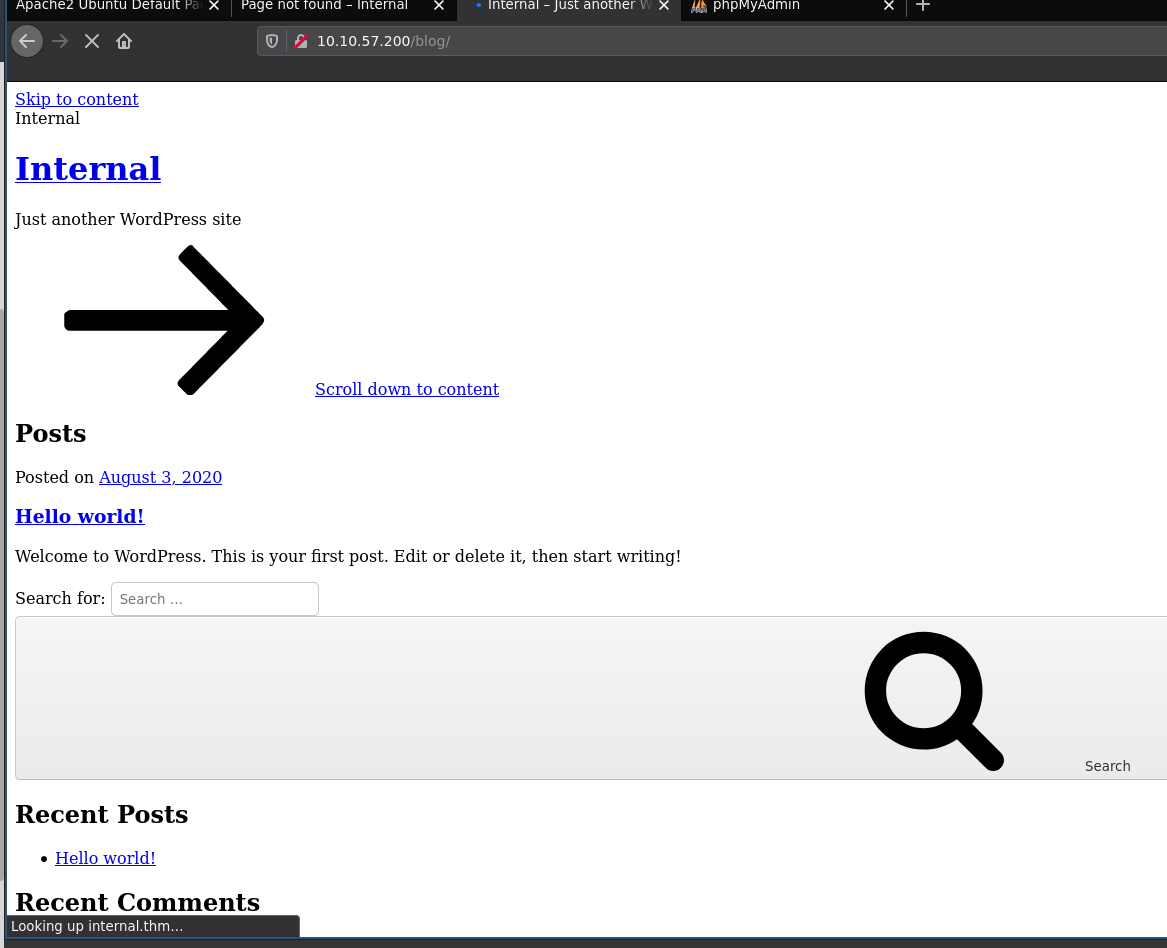 Apache2 Ubuntu Default Pa
Page not found – Internal
Internal – Just another W
phpMyAdmin
10.10.57.200/blog/
Skip to content
Internal
Internal
Just another WordPress site
Scroll down to content
Posts
Posted on August 3, 2020
Hello world!
Welcome to WordPress. This is your first post. Edit or delete it, then start writing!
Search for: Search …
Search
Recent Posts
Hello world!
Recent Comments
Looking up internal.thm…